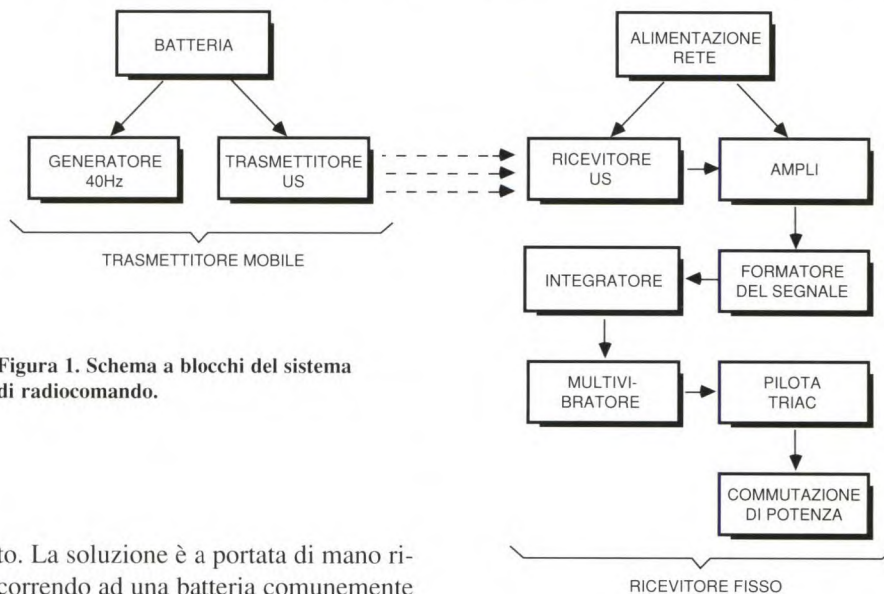 BATTERIA
GENERATORE
40Hz
TRASMETTITORE
US
TRASMETTITORE MOBILE
ALIMENTAZIONE
RETE
RICEVITORE
US
AMPLI
INTEGRATORE
FORMATORE
DEL SEGNALE
MULTIVI-
BRATORE
PILOTA
TRIAC
COMMUTAZIONE
DI POTENZA
RICEVITORE FISSO
Figura 1. Schema a blocchi del sistema
di radiocomando.
to. La soluzione è a portata di mano ri-
correndo ad una batteria comunemente